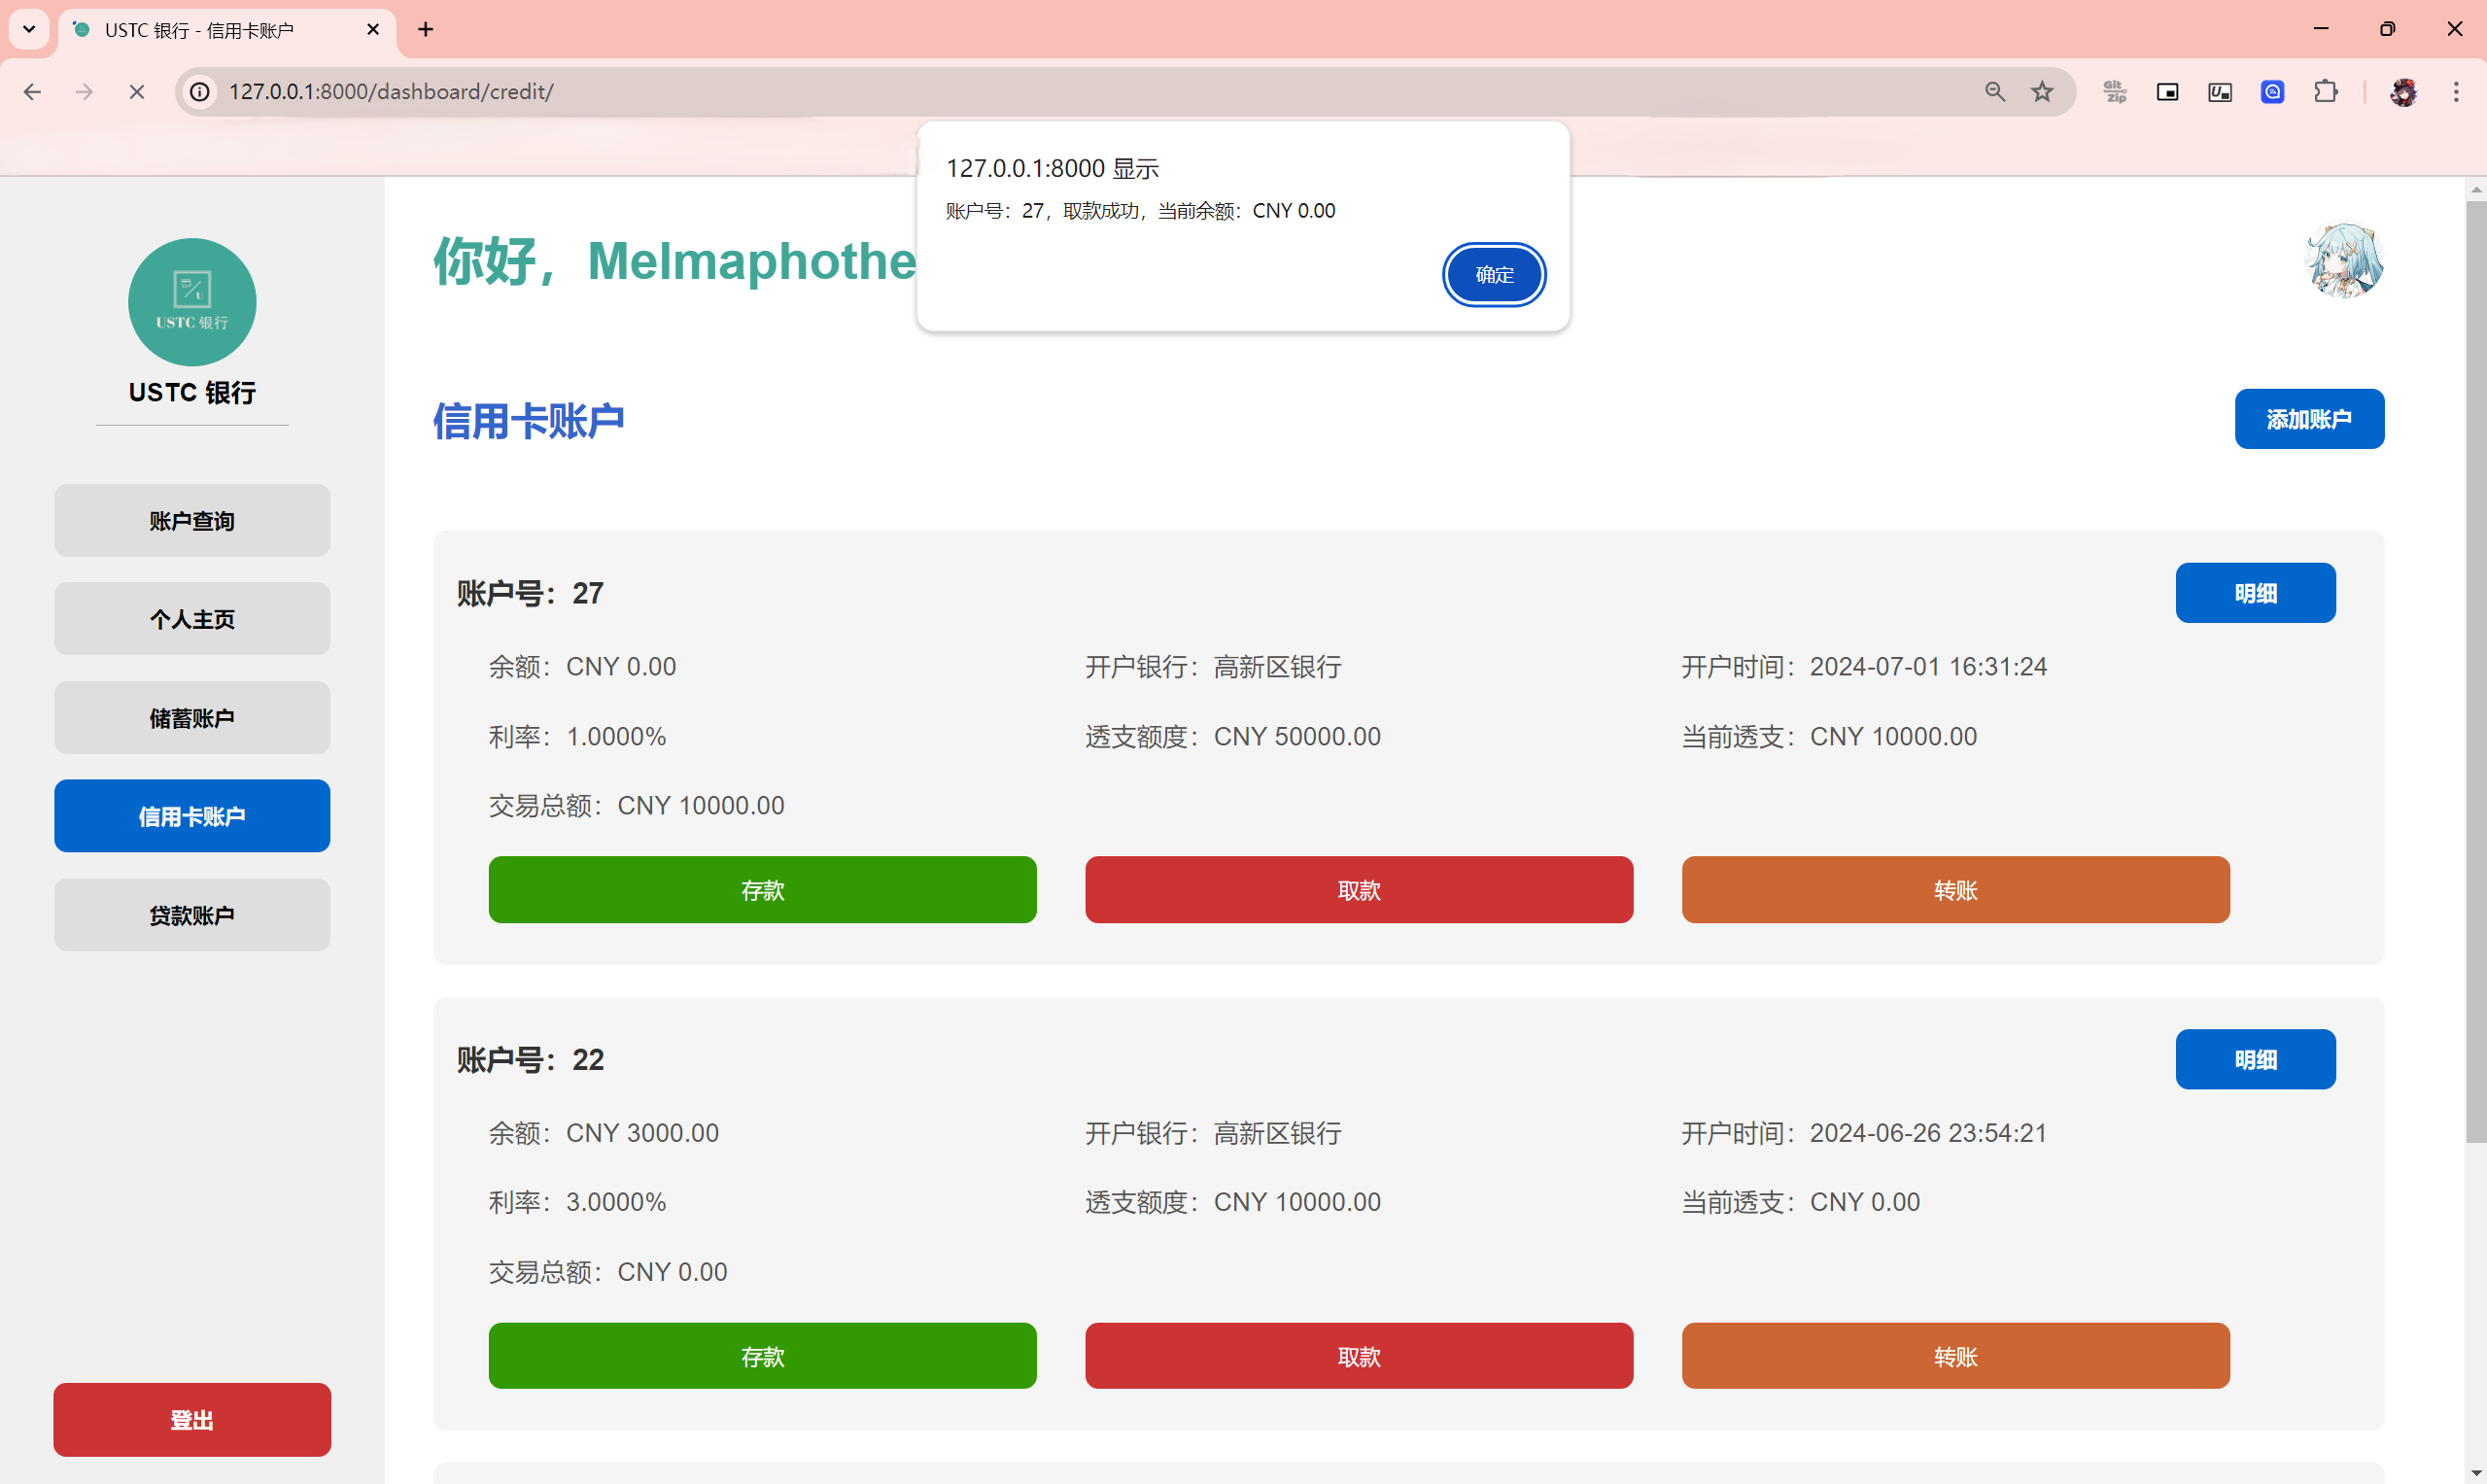 USTC 银行 - 信用卡账户
127.0.0.1:8000/dashboard/credit/
Git
Zip
127.0.0.1:8000 显示
账户号：27，取款成功，当前余额：CNY 0.00
确定
USTC 银行
USTC 银行
账户查询
个人主页
储蓄账户
信用卡账户
贷款账户
登出
你好，Melmaphothe
信用卡账户
添加账户
账户号：27
明细
余额：CNY 0.00
开户银行：高新区银行
开户时间：2024-07-01 16:31:24
利率：1.0000%
透支额度：CNY 50000.00
当前透支：CNY 10000.00
交易总额：CNY 10000.00
存款
取款
转账
账户号：22
明细
余额：CNY 3000.00
开户银行：高新区银行
开户时间：2024-06-26 23:54:21
利率：3.0000%
透支额度：CNY 10000.00
当前透支：CNY 0.00
交易总额：CNY 0.00
存款
取款
转账